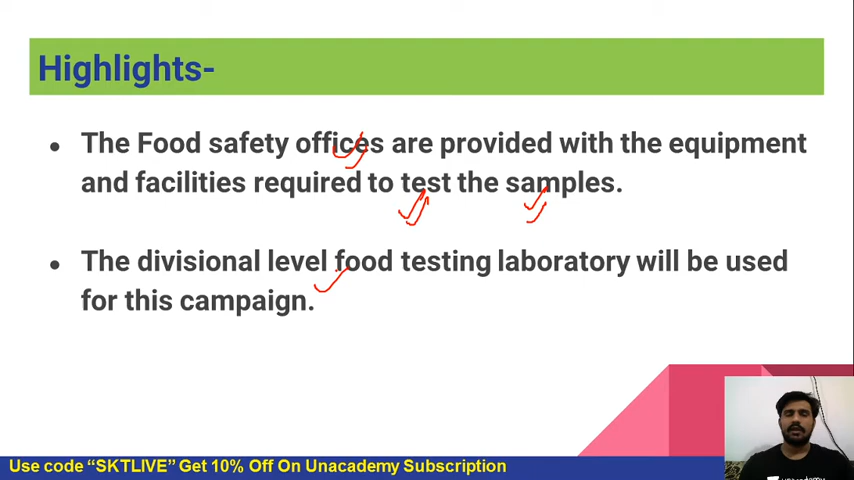 Highlights-
The Food safety offices are provided with the equipment
and facilities required to test the samples.
The divisional level food testing laboratory will be used
for this campaign.
Use code “SKTLIVE” Get 10% Off On Unacademy Subscription
unacademy